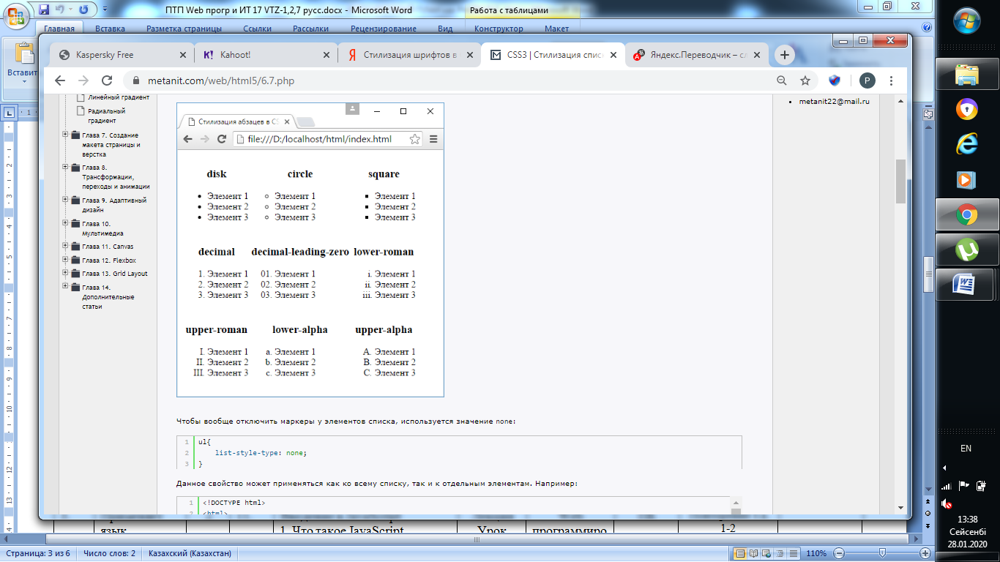 ПТП Web прогр и ИТ 17 VTZ-1,2,7 русс.docx - Microsoft Word
Работа с таблицами
Главная Вставка Разметка страницы Ссылки Рассылки Рецензирование Вид Конструктор Макет
Вставит
Kaspersky Free
Kahoot!
Стилизация шрифтов в
CSS3 | Стилизация списк
Яндекс.Переводчик – сл
metanit.com/web/html5/6.7.php
P
Линейный градиент
Радиальный
градиент
Глава 7. Создание
макета страницы и
верстка
Глава 8.
Трансформации,
переходы и анимации
Глава 9. Адаптивный
дизайн
Глава 10.
Мультимедиа
Глава 11. Canvas
Глава 12. Flexbox
Глава 13. Grid Layout
Глава 14.
Дополнительные
статьи
metanit22@mail.ru
Стилизация абзацев в CS
file:///D:/localhost/html/index.html
disk circle square
Элемент 1 Элемент 1 Элемент 1
Элемент 2 Элемент 2 Элемент 2
Элемент 3 Элемент 3 Элемент 3
decimal decimal-leading-zero lower-roman
1. Элемент 1 01. Элемент 1 i. Элемент 1
2. Элемент 2 02. Элемент 2 ii. Элемент 2
3. Элемент 3 03. Элемент 3 iii. Элемент 3
upper-roman lower-alpha upper-alpha
I. Элемент 1 a. Элемент 1 A. Элемент 1
II. Элемент 2 b. Элемент 2 B. Элемент 2
III. Элемент 3 c. Элемент 3 C. Элемент 3
Чтобы вообще отключить маркеры у элементов списка, используется значение none:
1 ul{
2 list-style-type: none;
3 }
Данное свойство может применяться как ко всему списку, так и к отдельным элементам. Например:
1 <!DOCTYPE html>
2 <html>
язык
1. Что такое JavaScript
Урок
программиро
1-2
Страница: 3 из 6 Число слов: 2 Казахский (Казахстан) 110%
EN
13:38
Сейсенбі
28.01.2020